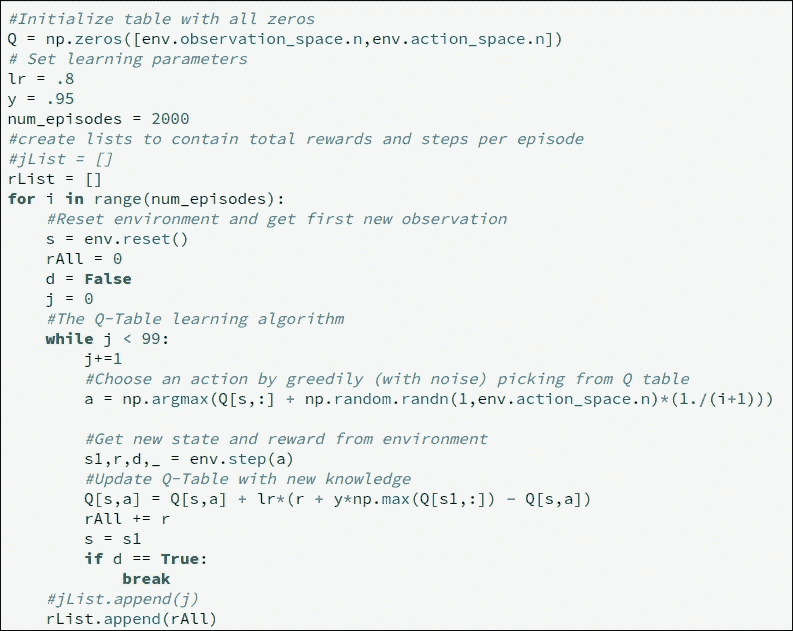 #Initialize table with all zeros
Q = np.zeros([env.observation_space.n,env.action_space.n])
# Set learning parameters
lr = .8
y = .95
num_episodes = 2000
#create lists to contain total rewards and steps per episode
#jList = []
rList = []
for i in range(num_episodes):
    #Reset environment and get first new observation
    s = env.reset()
    rAll = 0
    d = False
    j = 0
    #The Q-Table learning algorithm
    while j < 99:
        j+=1
        #Choose an action by greedily (with noise) picking from Q table
        a = np.argmax(Q[s,:] + np.random.randn(1,env.action_space.n)*(1./(i+1)))
        #Get new state and reward from environment
        s1,r,d,_ = env.step(a)
        #Update Q-Table with new knowledge
        Q[s,a] = Q[s,a] + lr*(r + y*np.max(Q[s1,:]) - Q[s,a])
        rAll += r
        s = s1
        if d == True:
            break
    #jList.append(j)
    rList.append(rAll)